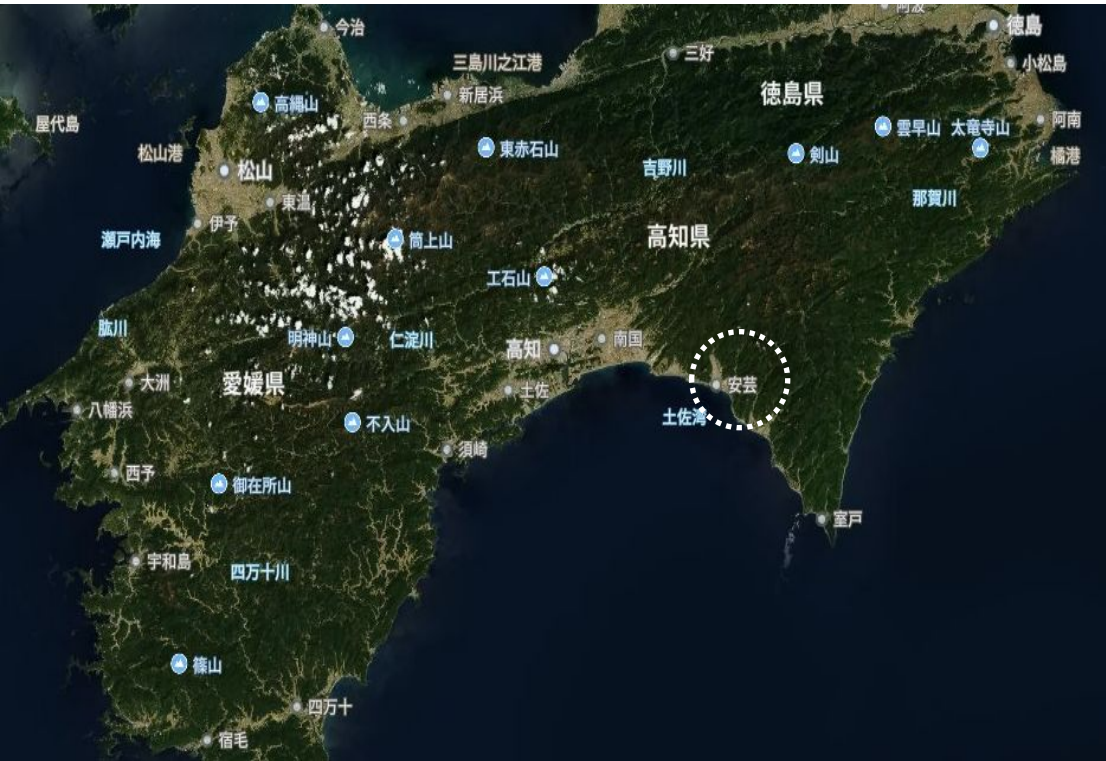 阿波
徳島
今治
三好
三島川之江港
小松島
徳島県
新居浜
高縄山
屋代島
西条
阿南
雲早山
太竜寺山
松山港
東赤石山
剣山
橘港
松山
吉野川
那賀川
東温
伊予
瀬戸内海
筒上山
高知県
工石山
肱川
明神山
仁淀川
南国
高知
大洲
愛媛県
土佐
安芸
八幡浜
土佐湾
不入山
須崎
西予
御在所山
室戸
宇和島
四万十川
篠山
四万十
宿毛